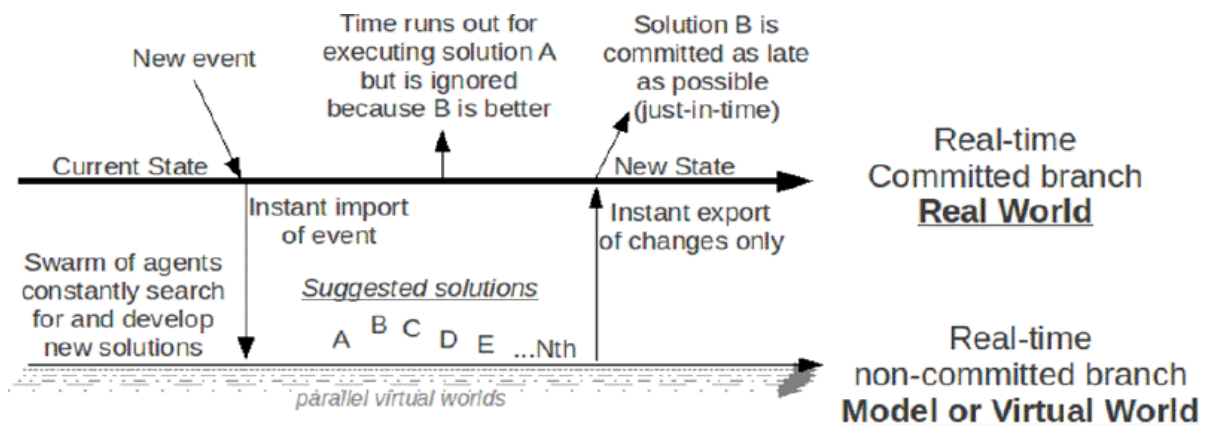 New event
Time runs out for
executing solution A
but is ignored
because B is better
Solution B is
committed as late
as possible
(just-in-time)
Current State
New State
Real-time
Committed branch
Real World
Instant import
of event
Instant export
of changes only
Swarm of agents
constantly search
for and develop
new solutions
Suggested solutions
A B C D E ...Nth
parallel virtual worlds
Real-time
non-committed branch
Model or Virtual World